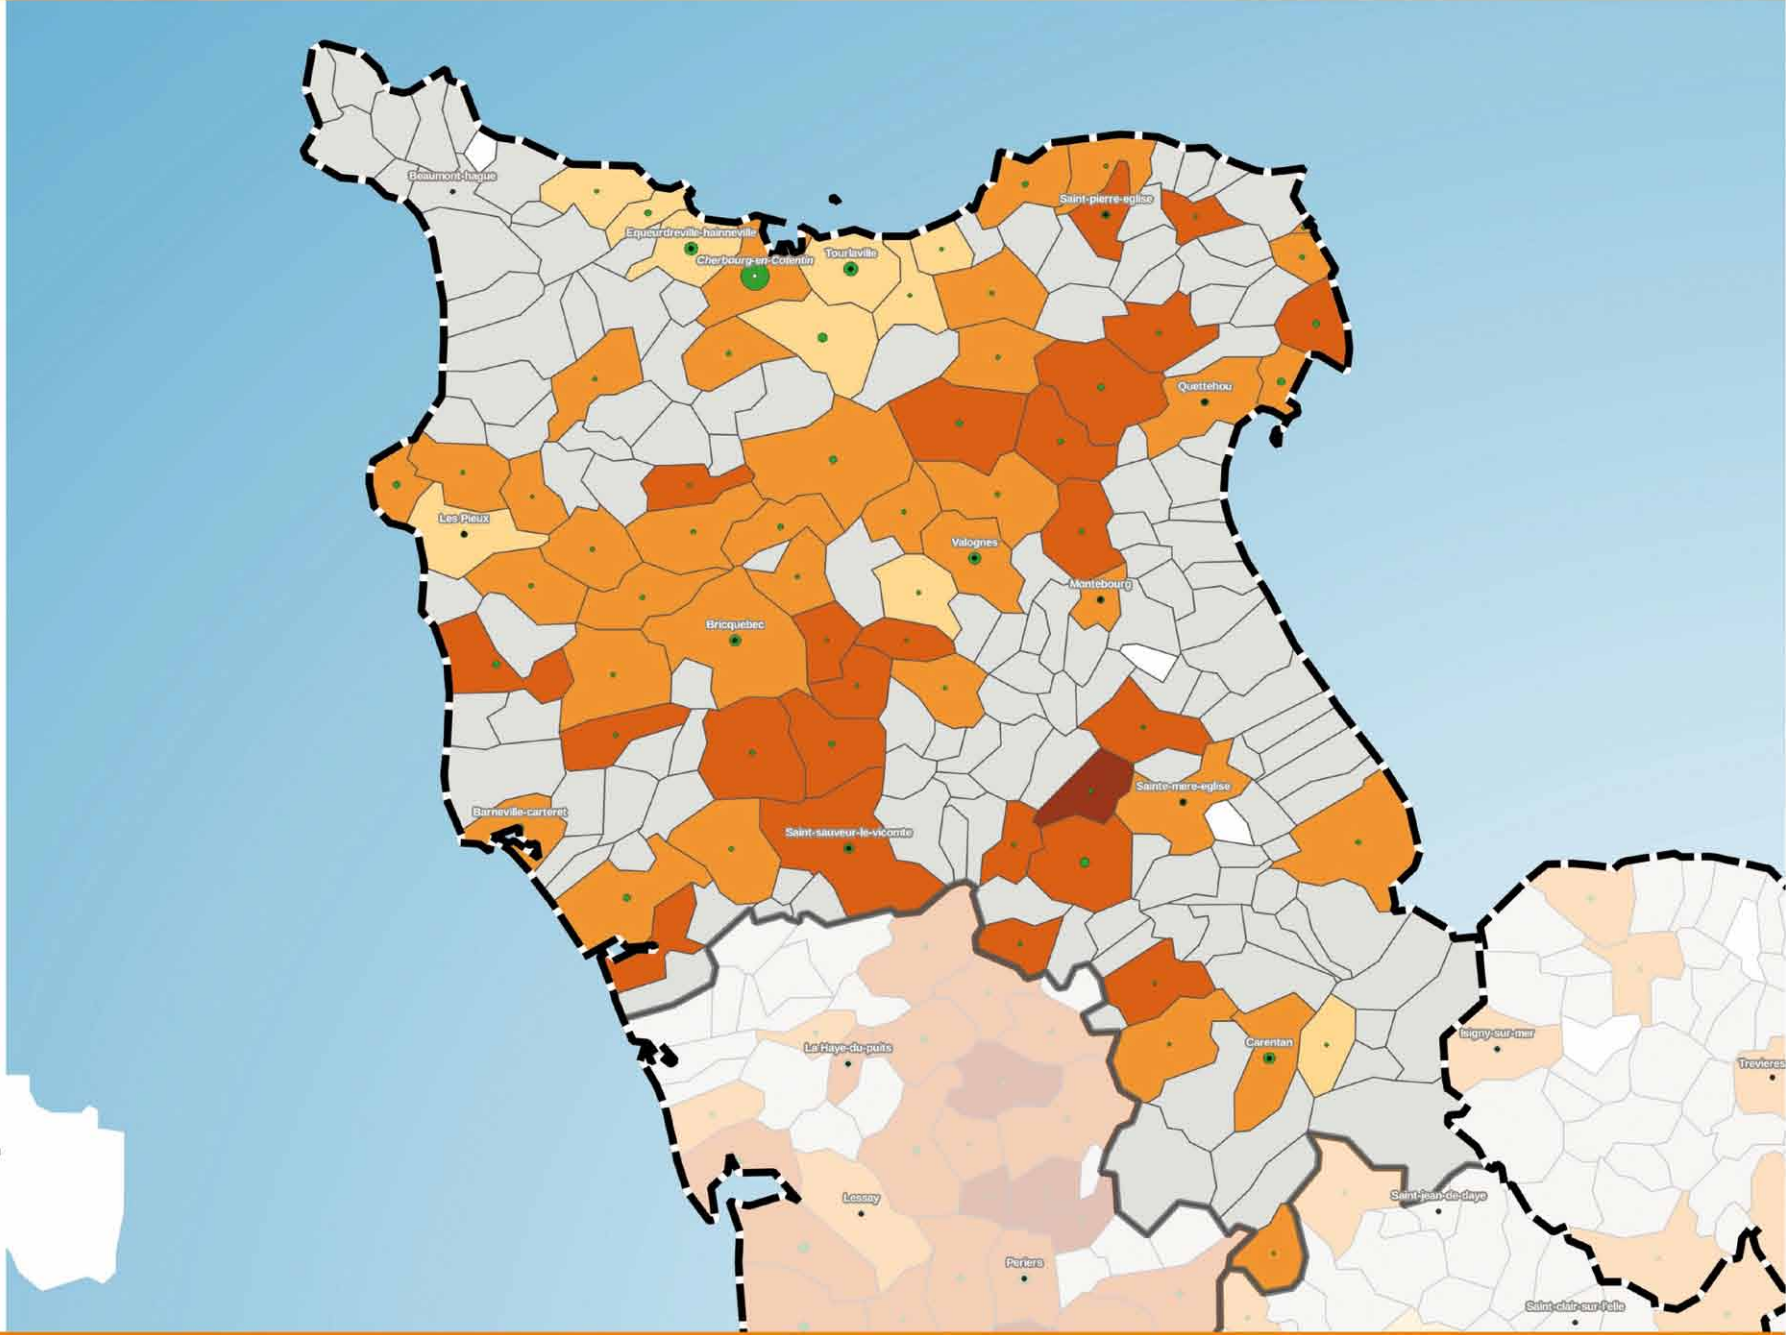 Beaumont-hague
Saint-pierre-eglise
Equeurdreville-hainneville
Cherbourg-en-Cotentin
Tourlaville
Quettehou
Les Pieux
Valognes
Montebourg
Bricquebec
Sainte-mere-eglise
Barneville-carteret
Saint-sauveur-le-vicomte
Isigny-sur-mer
La Haye-du-puits
Carentan
Trevieres
Lessay
Saint-jean-de-daye
Periers
Saint-clair-sur-l'elle